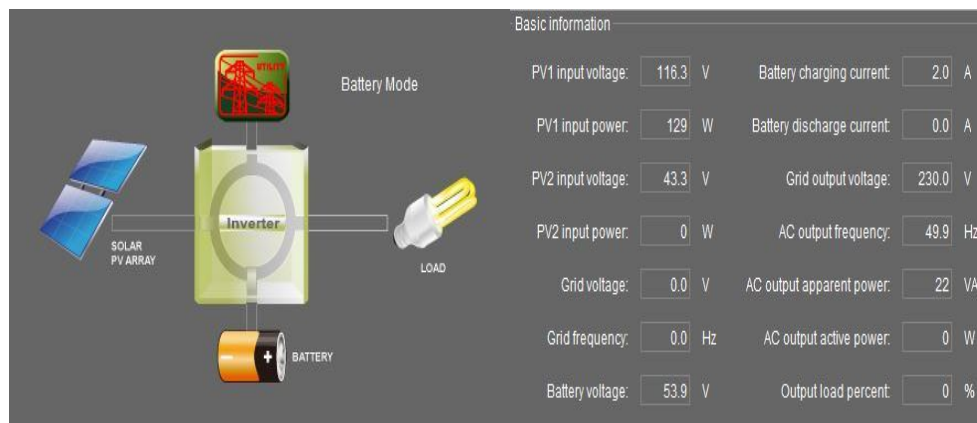 UTILITY
Battery Mode
Inverter
SOLAR
PV ARRAY
LOAD
BATTERY
Basic information
PV1 input voltage: 116.3 V Battery charging current: 2.0 A
PV1 input power: 129 W Battery discharge current: 0.0 A
PV2 input voltage: 43.3 V Grid output voltage: 230.0 V
PV2 input power: 0 W AC output frequency: 49.9 Hz
Grid voltage: 0.0 V AC output apparent power: 22 VA
Grid frequency: 0.0 Hz AC output active power: 0 W
Battery voltage: 53.9 V Output load percent: 0 %